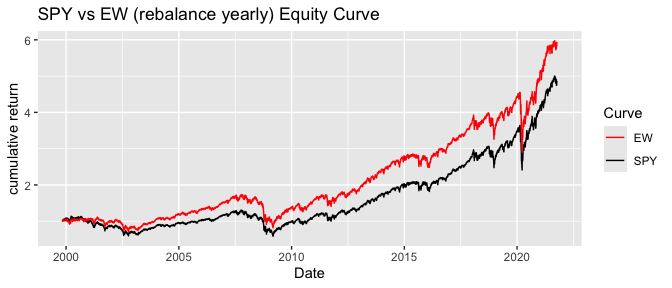 SPY vs EW (rebalance yearly) Equity Curve
cumulative return
6
4
2
2000
2005
2010
2015
2020
Date
Curve
EW
SPY